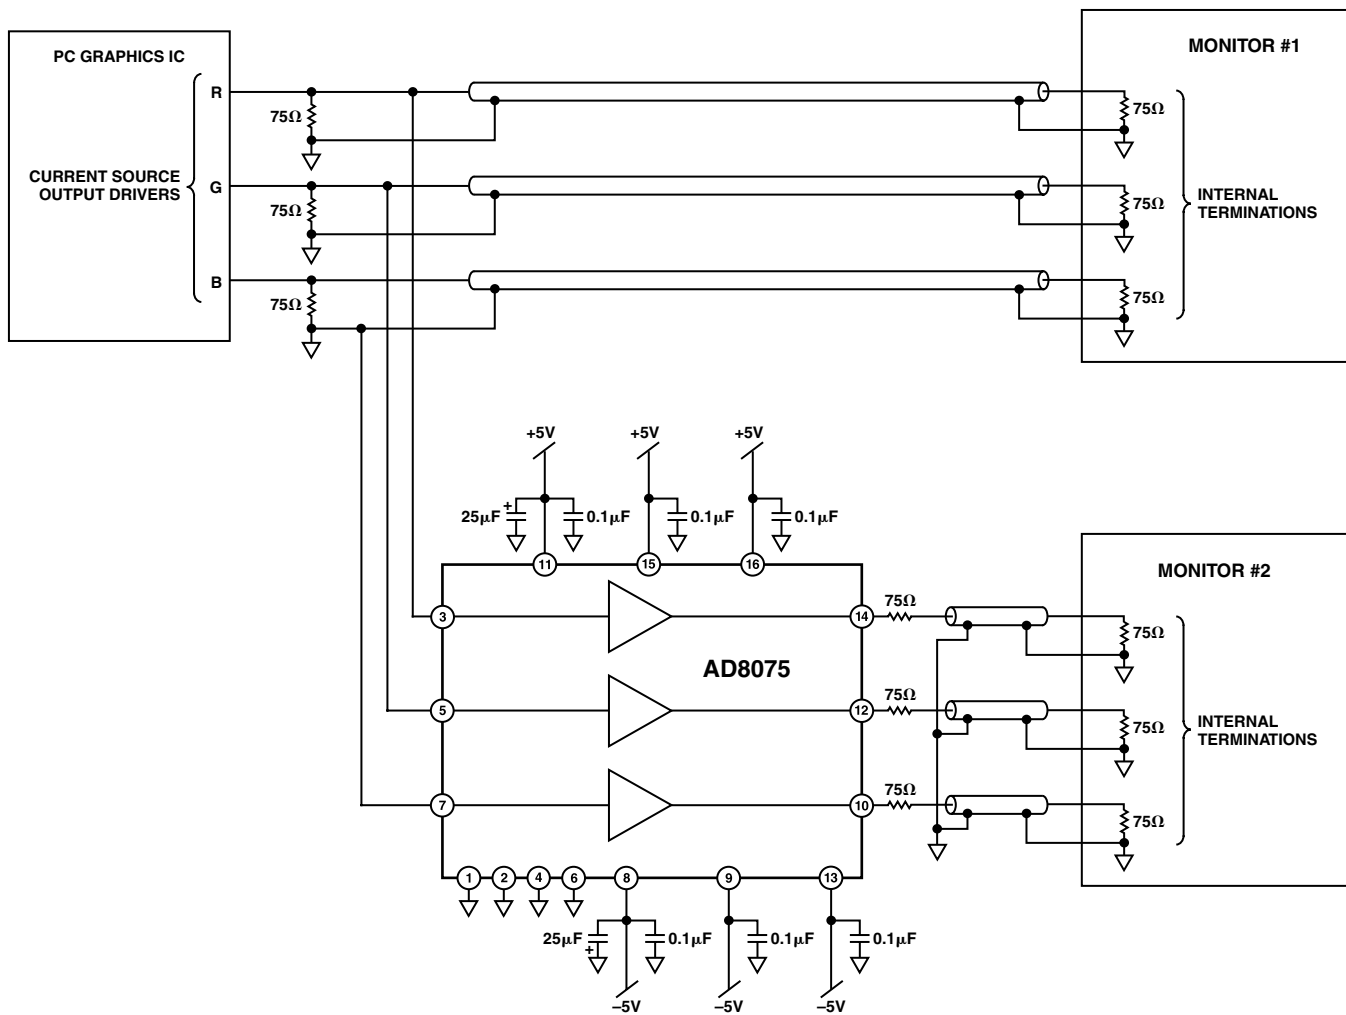 PC GRAPHICS IC
MONITOR #1
R
75Ω
75Ω
CURRENT SOURCE
OUTPUT DRIVERS
G
75Ω
75Ω
INTERNAL
TERMINATIONS
B
75Ω
75Ω
+5V
+5V
+5V
25μF
+
0.1μF
0.1μF
0.1μF
11
15
16
MONITOR #2
3
14
75Ω
75Ω
AD8075
5
12
75Ω
75Ω
INTERNAL
TERMINATIONS
7
10
75Ω
75Ω
1
2
4
6
8
9
13
25μF
+
0.1μF
0.1μF
0.1μF
–5V
–5V
–5V